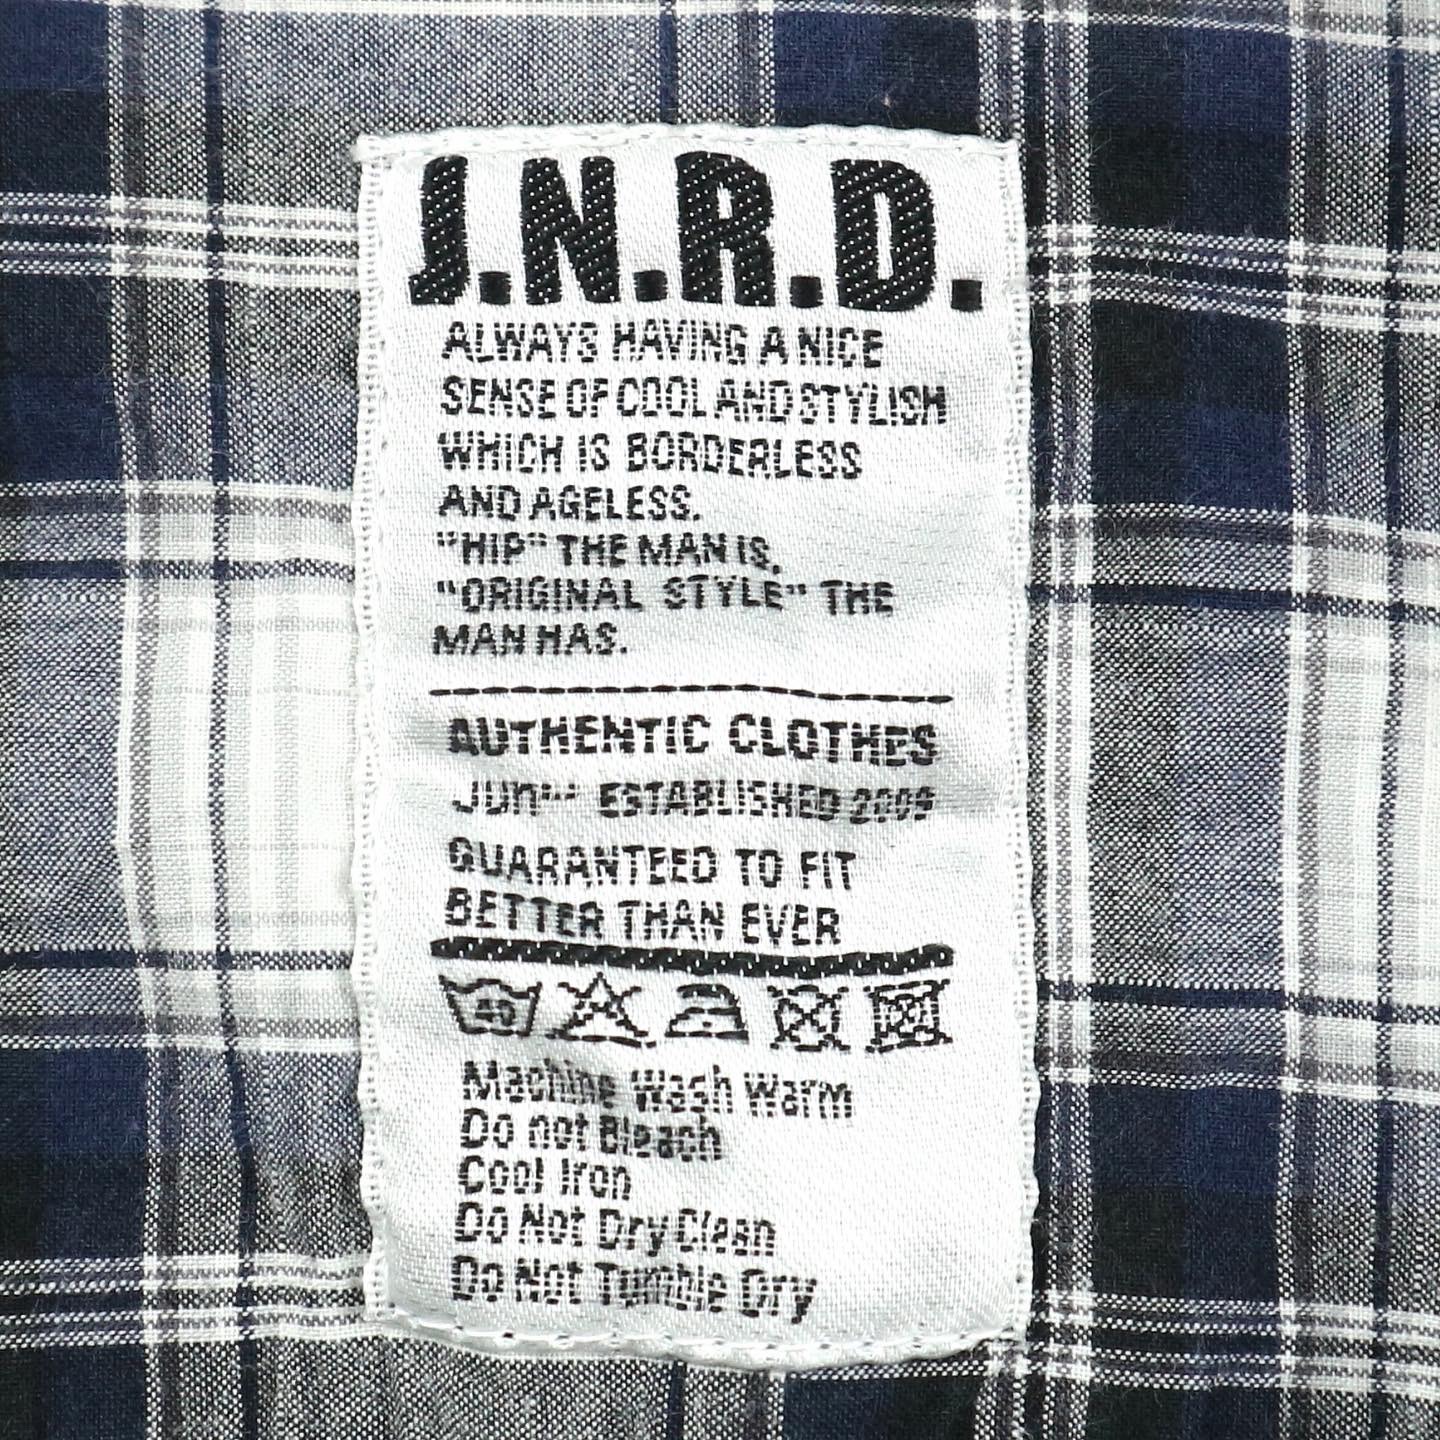 J.N.R.D.
ALWAYS HAVING A NICE
SENSE OF COOL AND STYLISH
WHICH IS BORDERLESS
AND AGELESS.
"HIP" THE MAN IS,
"ORIGINAL STYLE" THE
MAN HAS.
AUTHENTIC CLOTHES
ESTABLISHED 2009
GUARANTEED TO FIT
BETTER THAN EVER
40
Machine Wash Warm
Do not Bleach
Cool Iron
Do Not Dry Clean
Do Not Tumble Dry